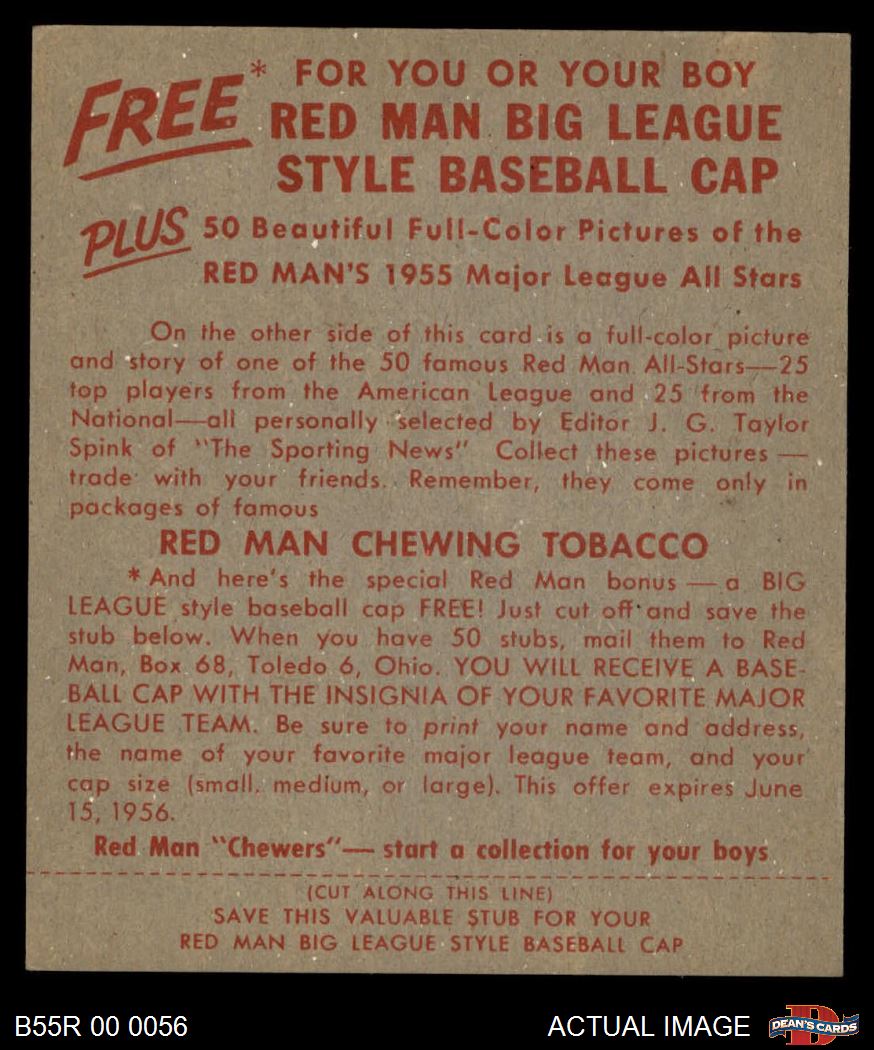 FREE* FOR YOU OR YOUR BOY
RED MAN BIG LEAGUE
STYLE BASEBALL CAP
PLUS 50 Beautiful Full-Color Pictures of the
RED MAN'S 1955 Major League All Stars
On the other side of this card is a full-color picture
and story of one of the 50 famous Red Man All-Stars—25
top players from the American League and 25 from the
National—all personally selected by Editor J. G. Taylor
Spink of "The Sporting News" Collect these pictures —
trade with your friends. Remember, they come only in
packages of famous
RED MAN CHEWING TOBACCO
* And here's the special Red Man bonus — a BIG
LEAGUE style baseball cap FREE! Just cut off and save the
stub below. When you have 50 stubs, mail them to Red
Man, Box 68, Toledo 6, Ohio. YOU WILL RECEIVE A BASE-
BALL CAP WITH THE INSIGNIA OF YOUR FAVORITE MAJOR
LEAGUE TEAM. Be sure to print your name and address,
the name of your favorite major league team, and your
cap size (small, medium, or large). This offer expires June
15, 1956.
Red Man "Chewers"— start a collection for your boys
(CUT ALONG THIS LINE)
SAVE THIS VALUABLE STUB FOR YOUR
RED MAN BIG LEAGUE STYLE BASEBALL CAP
B55R 00 0056
ACTUAL IMAGE
D
DEAN'S CARDS